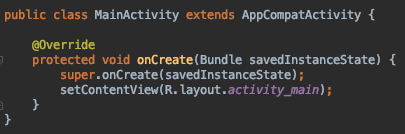 public class MainActivity extends AppCompatActivity {
@Override
protected void onCreate(Bundle savedInstanceState) {
super.onCreate(savedInstanceState);
setContentView(R.layout.activity_main);
}
}